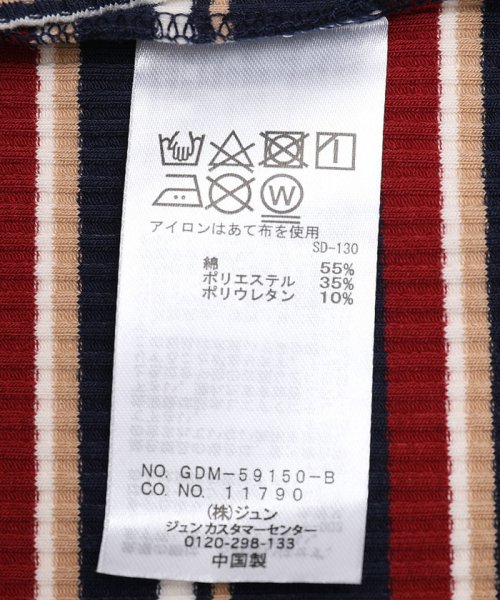 W
アイロンはあて布を使用
SD-130
綿 55%
ポリエステル 35%
ポリウレタン 10%
NO. GDM-59150-B
CO. NO. 11790
(株)ジュン
ジュンカスタマーセンター
0120-298-133
中国製